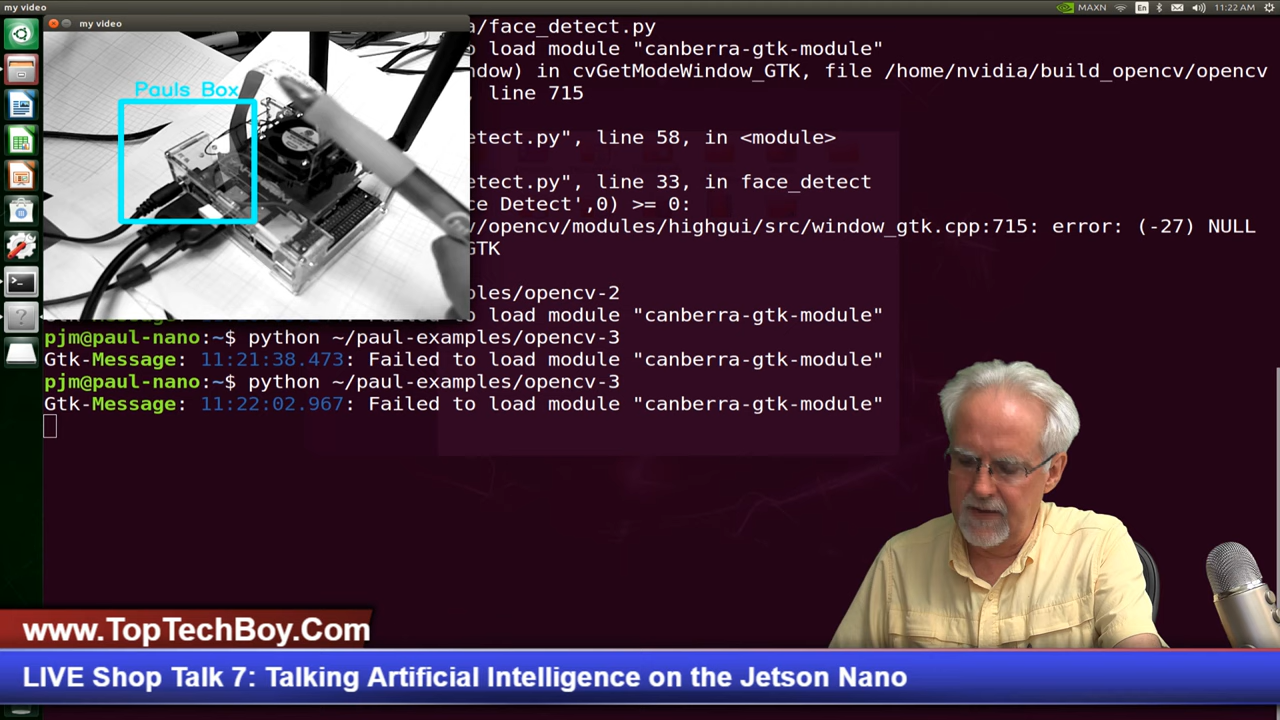 my video
MAXN
En
11:22 AM
my video
a/face_detect.py
o load module "canberra-gtk-module"
ndow) in cvGetModeWindow_GTK, file /home/nvidia/build_opencv/opencv
, line 715
etect.py", line 58, in <module>
etect.py", line 33, in face_detect
ce Detect',0) >= 0:
/opencv/modules/highgui/src/window_gtk.cpp:715: error: (-27) NULL
GTK
Pauls Box
ples/opencv-2
Failed to load module "canberra-gtk-module"
pjm@paul-nano:~$ python ~/paul-examples/opencv-3
Gtk-Message: 11:21:38.473: Failed to load module "canberra-gtk-module"
pjm@paul-nano:~$ python ~/paul-examples/opencv-3
Gtk-Message: 11:22:02.967: Failed to load module "canberra-gtk-module"
www.TopTechBoy.Com
LIVE Shop Talk 7: Talking Artificial Intelligence on the Jetson Nano